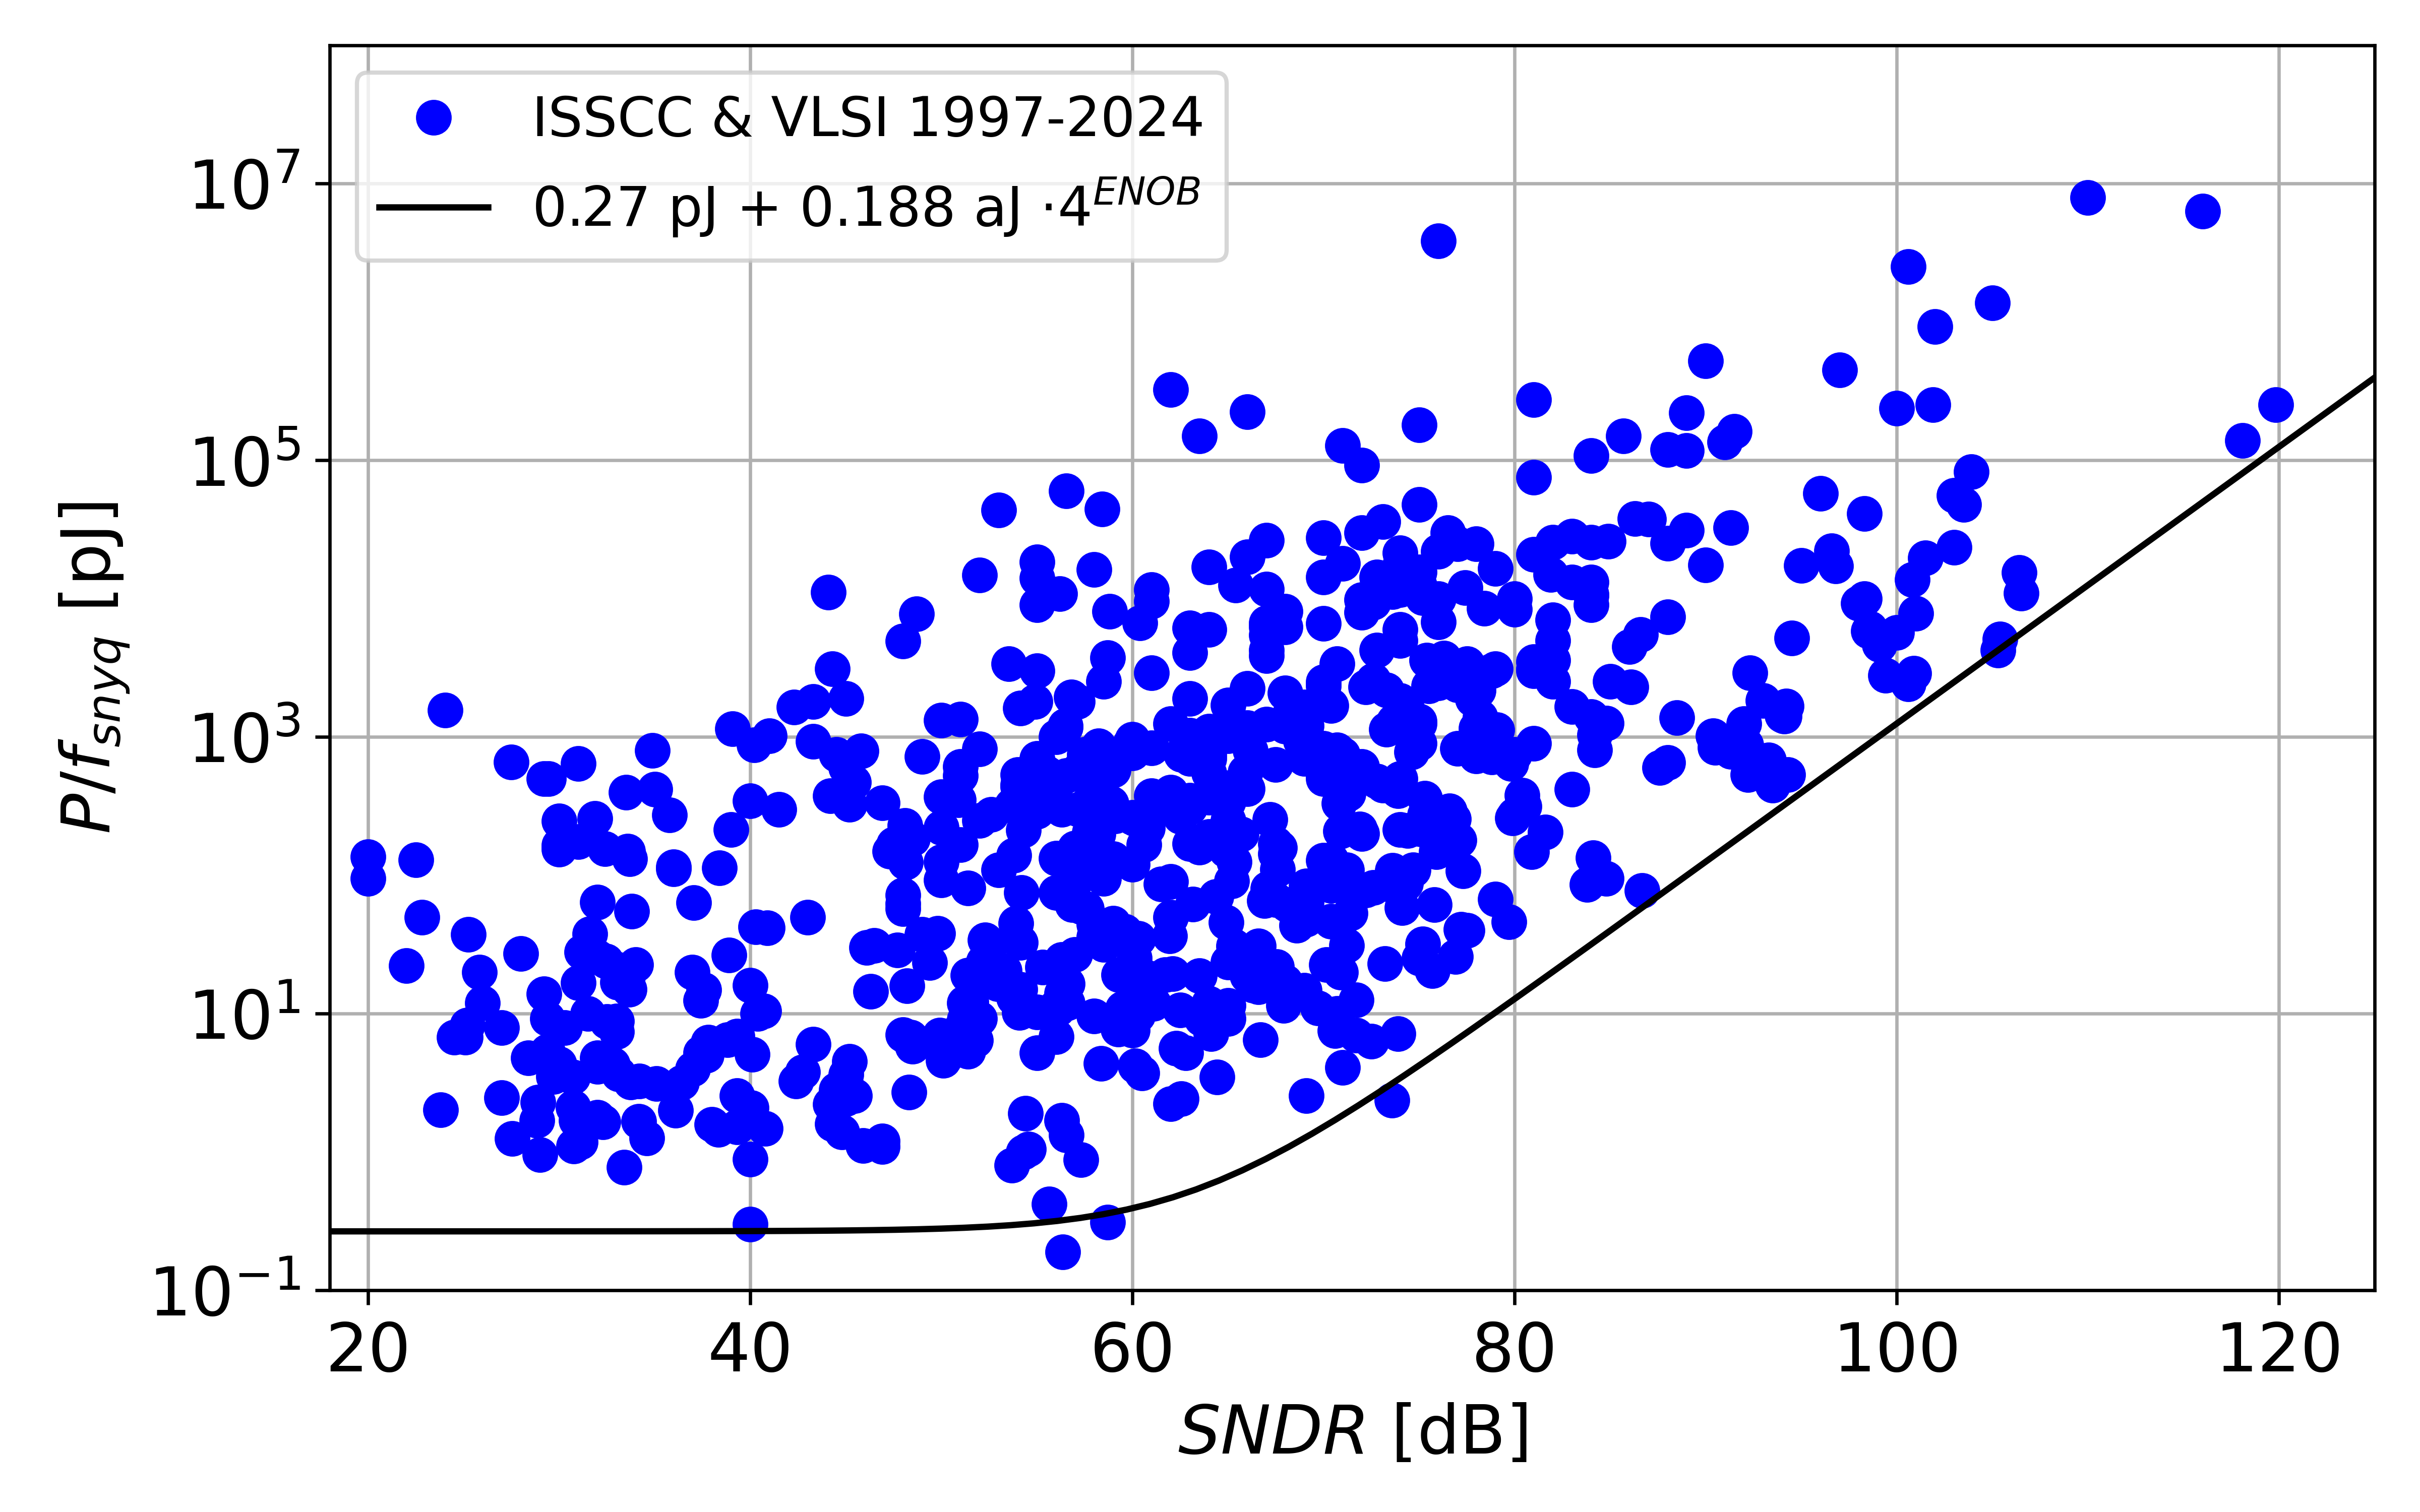 ISSCC & VLSI 1997-2024
0.27 pJ + 0.188 aJ ·4^ENOB
10^7
10^5
10^3
10^1
10^−1
P/f_snyq [pJ]
20 40 60 80 100 120
SNDR [dB]